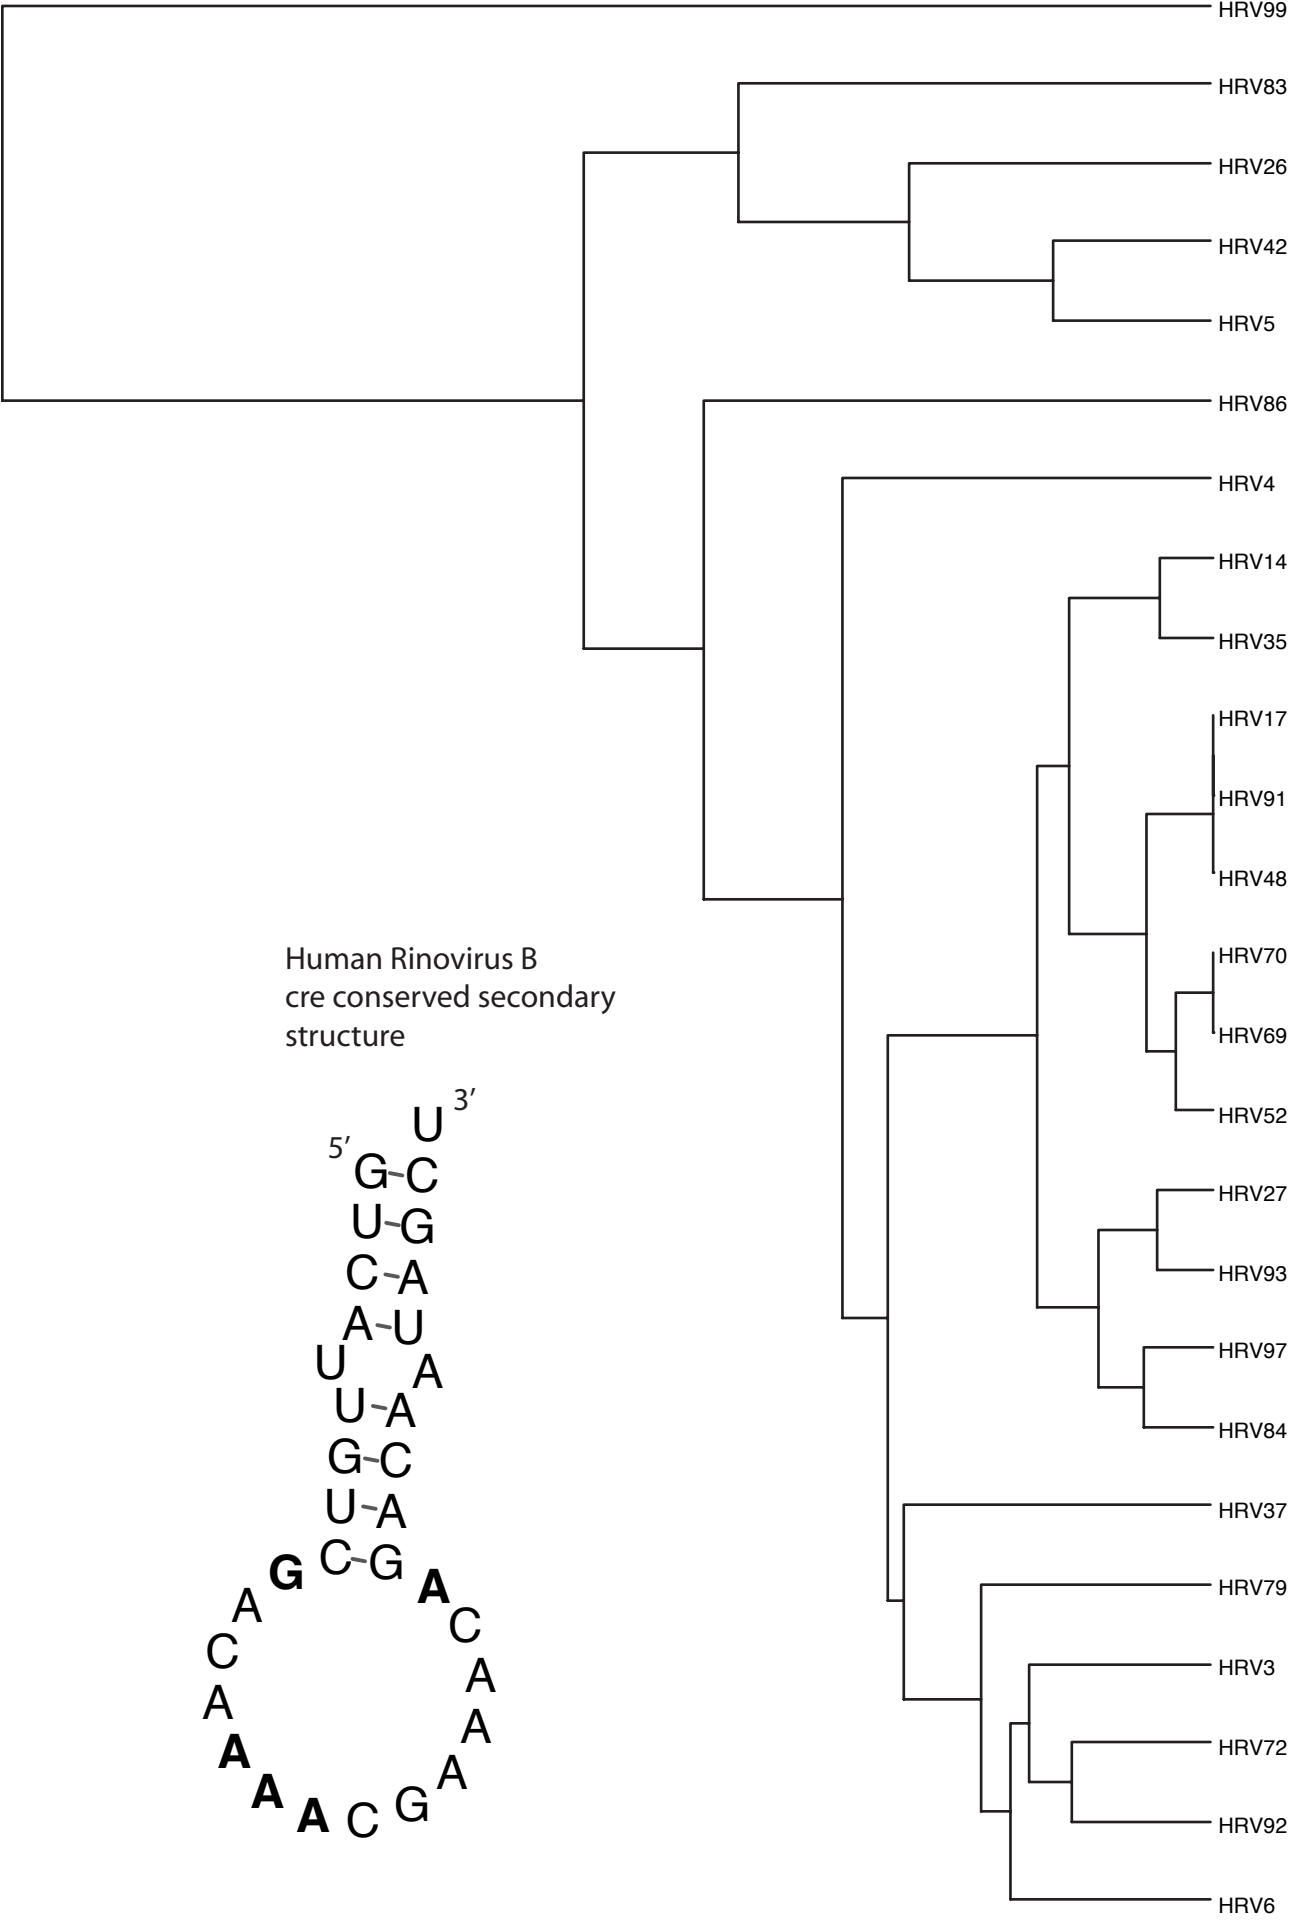 HRV99
HRV83
HRV26
HRV42
HRV5
HRV86
HRV4
HRV14
HRV35
HRV17
HRV91
HRV48
HRV70
HRV69
HRV52
HRV27
HRV93
HRV97
HRV84
HRV37
HRV79
HRV3
HRV72
HRV92
HRV6
Human Rinovirus B
cre conserved secondary
structure
U 3′
5′ G C
U G
C A
A U
U A
U A
G C
U A
C G
G A
A C
C A
A A
A A
A G
A C